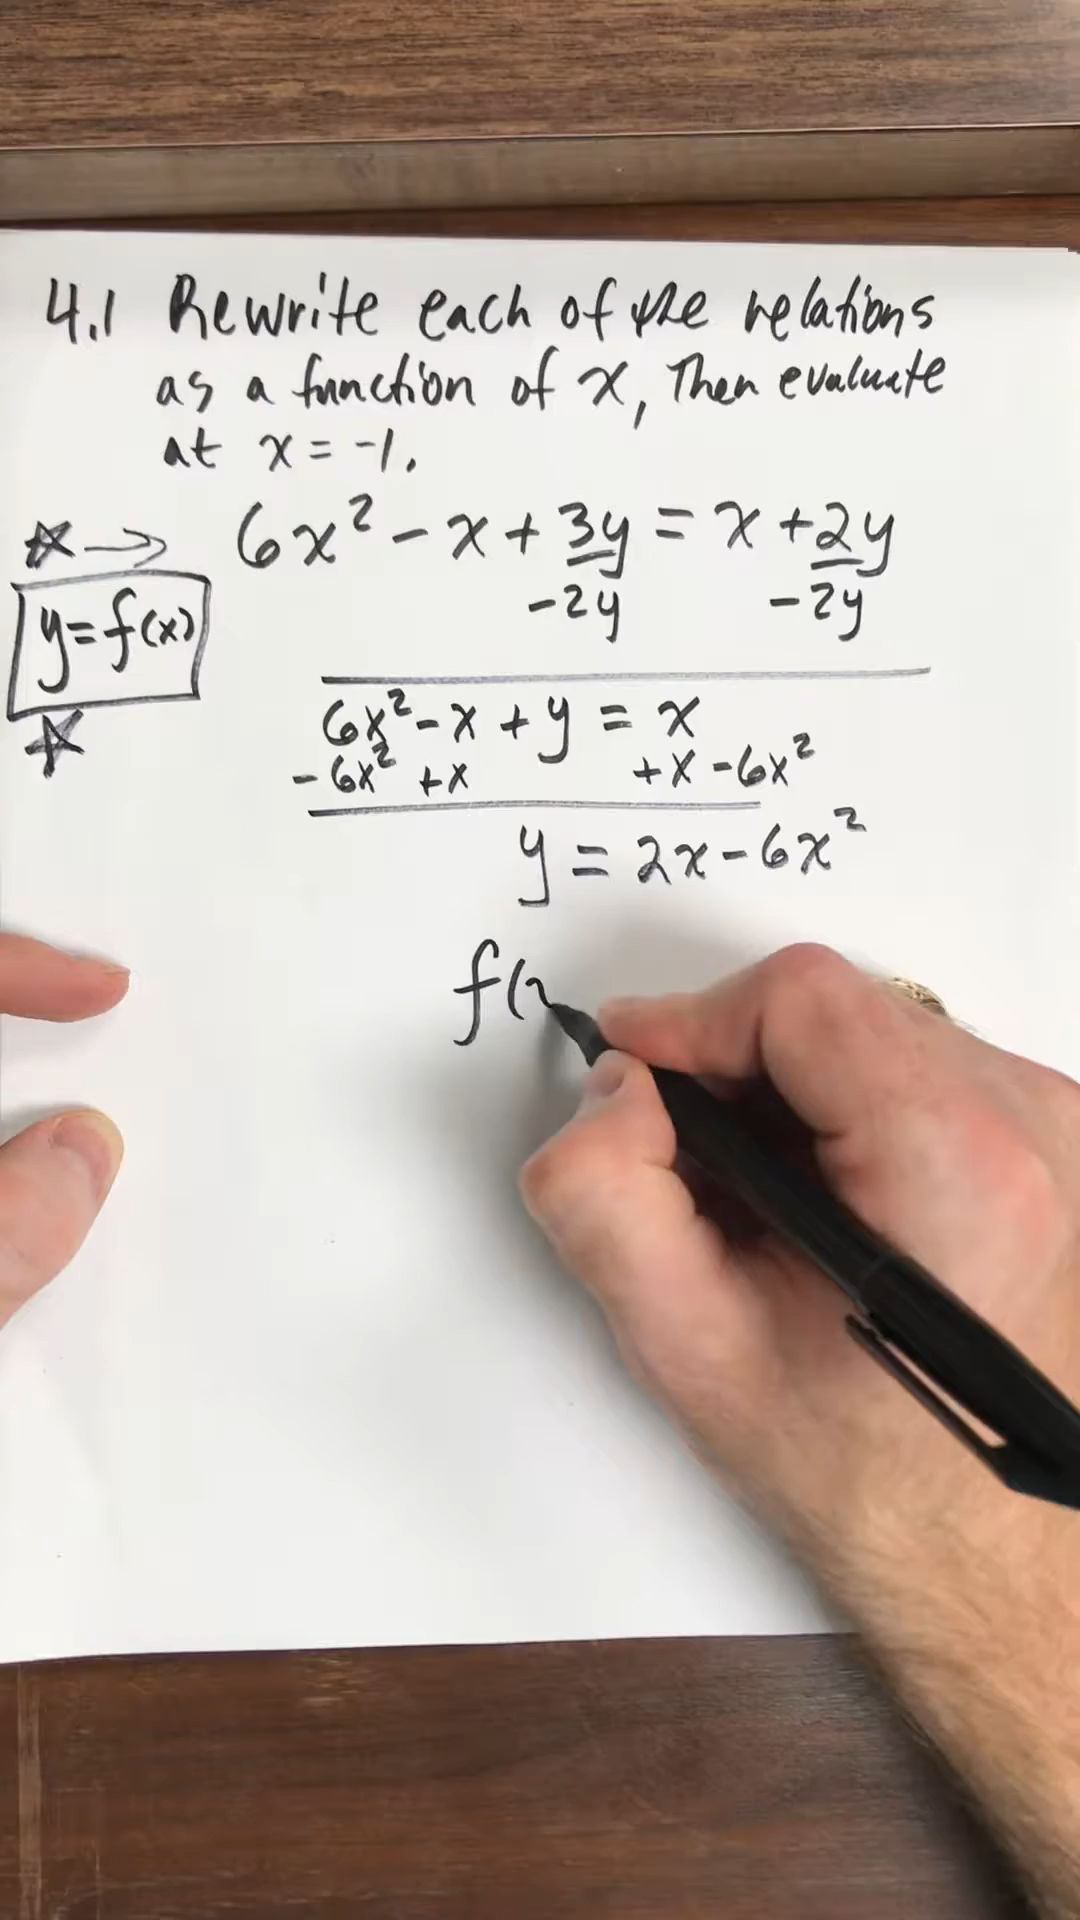 4.1 Rewrite each of the relations
as a function of x, Then evaluate
at x = -1.
6x² - x + 3y = x + 2y
-2y -2y
y = f(x)
6x² - x + y = x
- 6x² + x + x - 6x²
y = 2x - 6x²
f(x